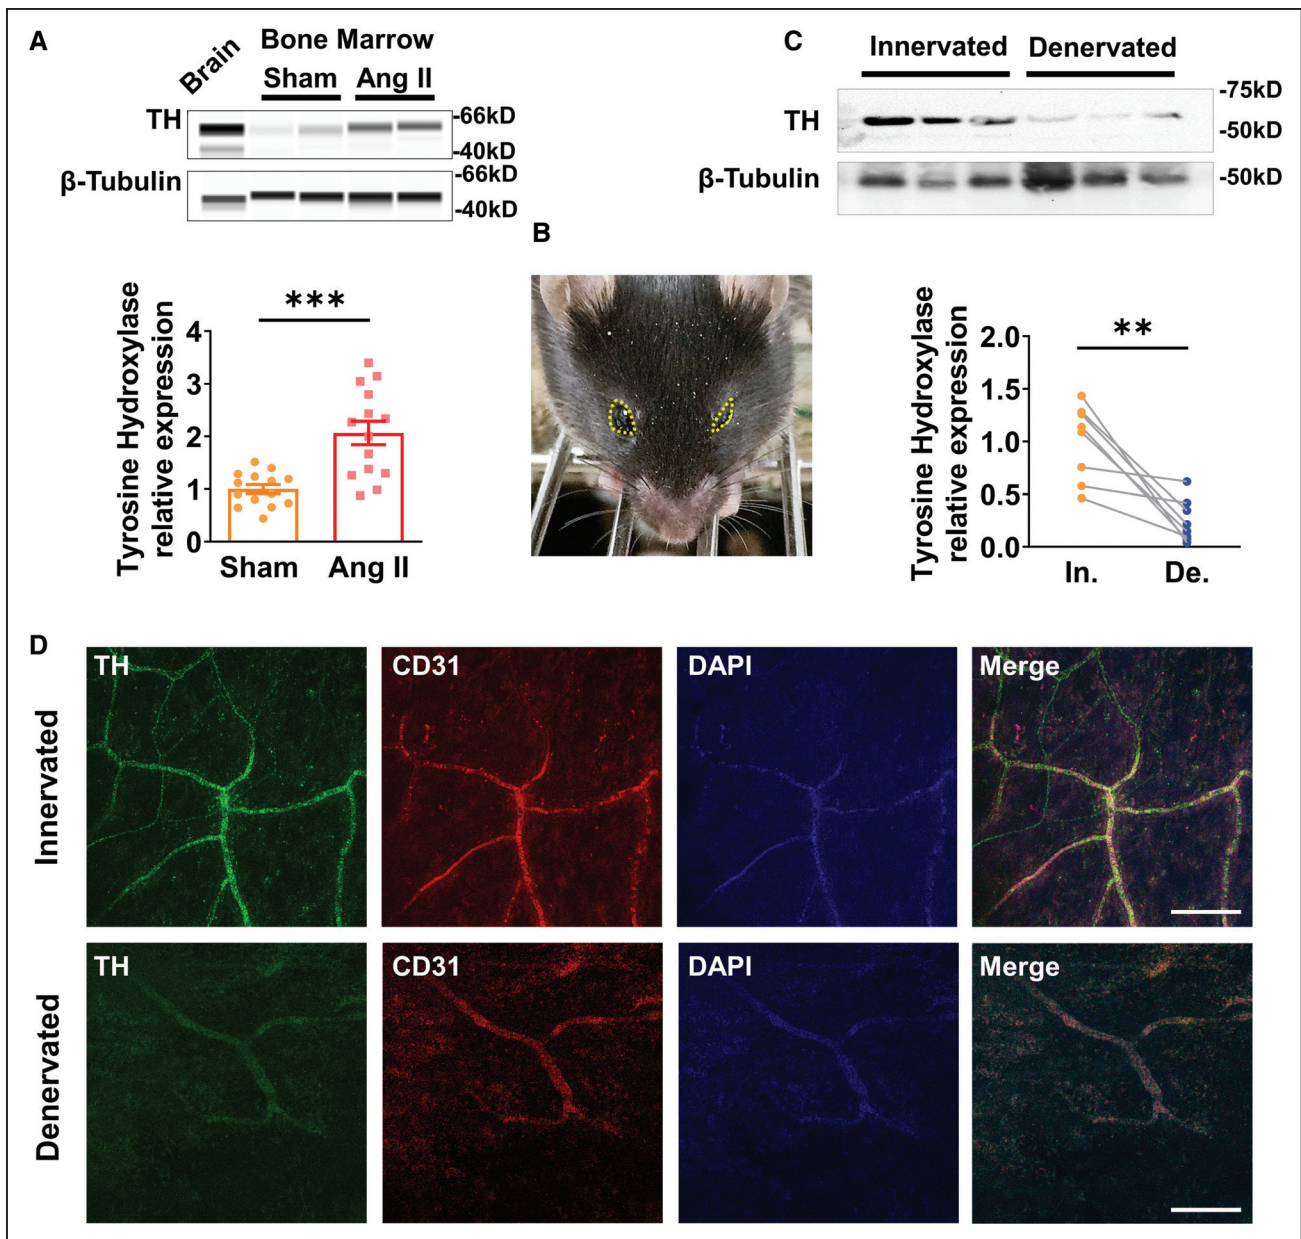 A
Brain
Bone Marrow
Sham
Ang II
TH
-66kD
-40kD
β-Tubulin
-66kD
-40kD
Tyrosine Hydroxylase
relative expression
***
4
3
2
1
0
Sham
Ang II
B
C
Innervated
Denervated
TH
-75kD
-50kD
β-Tubulin
-50kD
Tyrosine Hydroxylase
relative expression
**
2.0
1.5
1.0
0.5
0.0
In.
De.
D
Innervated
TH
CD31
DAPI
Merge
Denervated
TH
CD31
DAPI
Merge